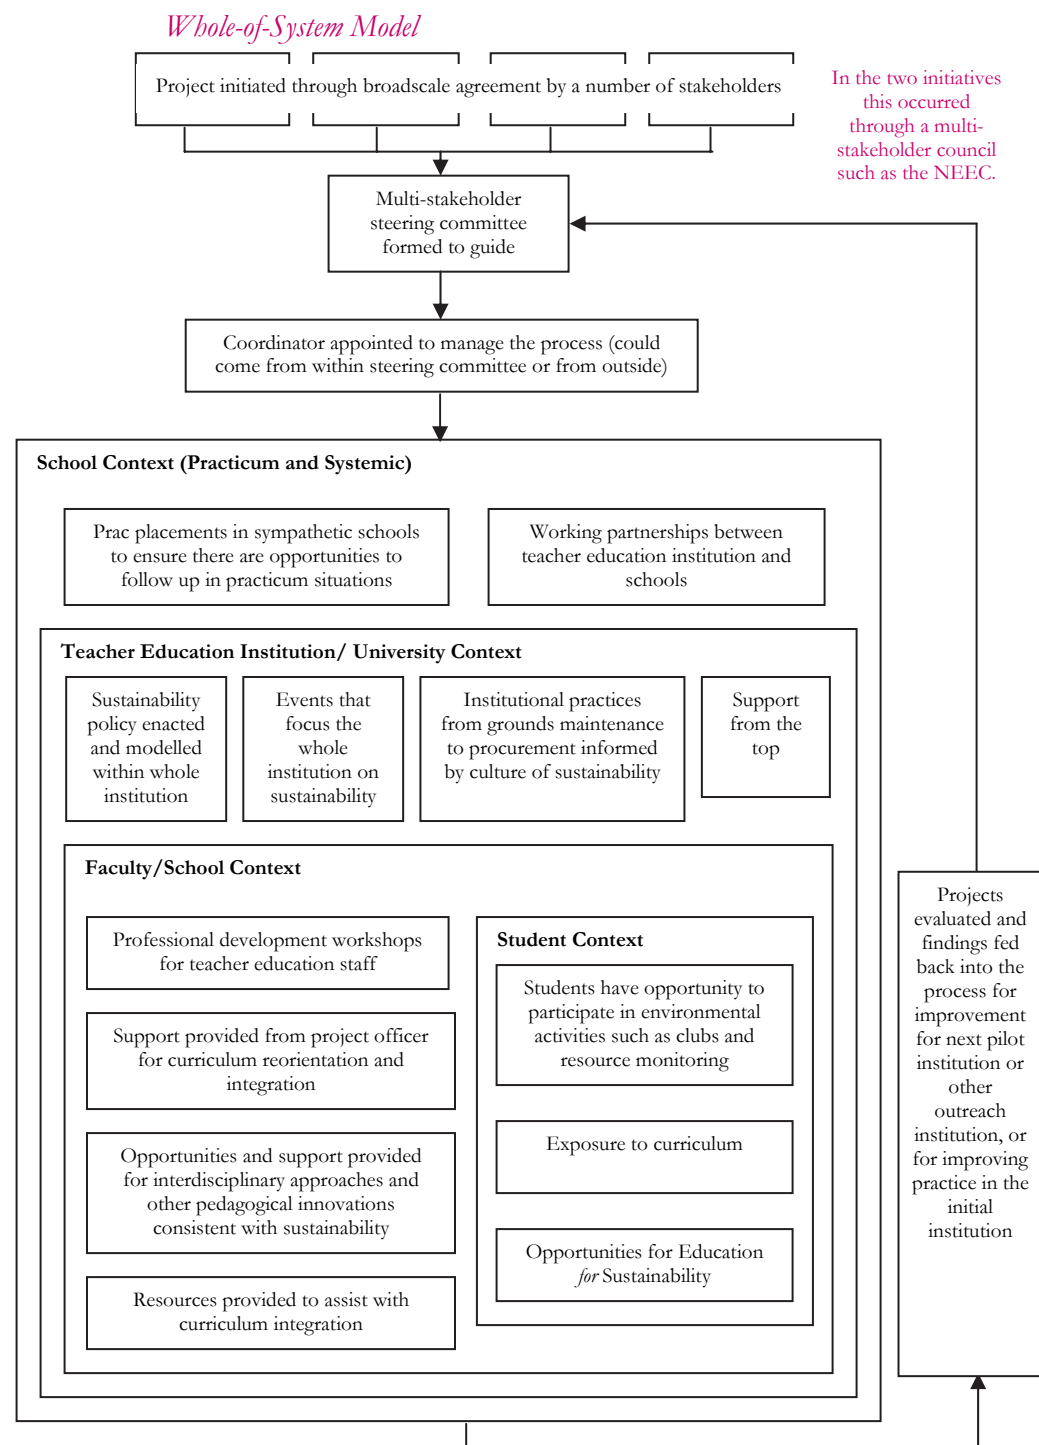 Whole-of-System Model
Project initiated through broadscale agreement by a number of stakeholders
In the two initiatives
this occurred
through a multi-
stakeholder council
such as the NEEC.
Multi-stakeholder
steering committee
formed to guide
Coordinator appointed to manage the process (could
come from within steering committee or from outside)
School Context (Practicum and Systemic)
Prac placements in sympathetic schools
to ensure there are opportunities to
follow up in practicum situations
Working partnerships between
teacher education institution and
schools
Teacher Education Institution/ University Context
Sustainability
policy enacted
and modelled
within whole
institution
Events that
focus the
whole
institution on
sustainability
Institutional practices
from grounds maintenance
to procurement informed
by culture of sustainability
Support
from the
top
Faculty/School Context
Professional development workshops
for teacher education staff
Support provided from project officer
for curriculum reorientation and
integration
Opportunities and support provided
for interdisciplinary approaches and
other pedagogical innovations
consistent with sustainability
Resources provided to assist with
curriculum integration
Student Context
Students have opportunity to
participate in environmental
activities such as clubs and
resource monitoring
Exposure to curriculum
Opportunities for Education
for Sustainability
Projects
evaluated and
findings fed
back into the
process for
improvement
for next pilot
institution or
other
outreach
institution, or
for improving
practice in the
initial
institution